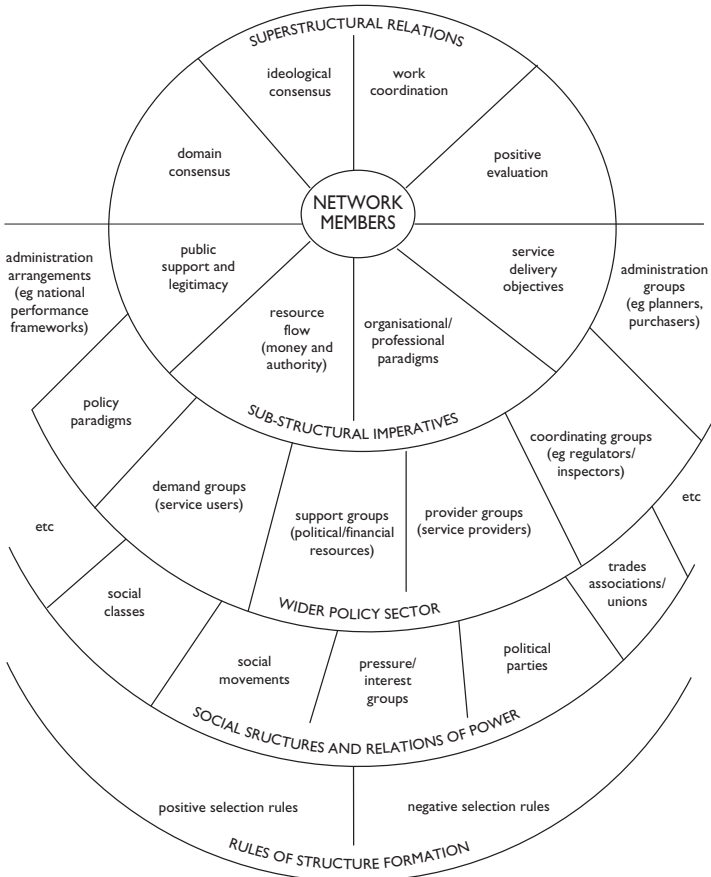 SUPERSTRUCTURAL RELATIONS
ideological
consensus
work
coordination
domain
consensus
positive
evaluation
NETWORK
MEMBERS
administration
arrangements
(eg national
performance
frameworks)
public
support and
legitimacy
resource
flow
(money and
authority)
organisational/
professional
paradigms
service
delivery
objectives
administration
groups
(eg planners,
purchasers)
SUB-STRUCTURAL IMPERATIVES
policy
paradigms
demand groups
(service users)
support groups
(political/financial
resources)
provider groups
(service providers)
coordinating groups
(eg regulators/
inspectors)
etc
etc
WIDER POLICY SECTOR
social
classes
social
movements
pressure/
interest
groups
political
parties
trades
associations/
unions
SOCIAL SRUCTURES AND RELATIONS OF POWER
positive selection rules
negative selection rules
RULES OF STRUCTURE FORMATION